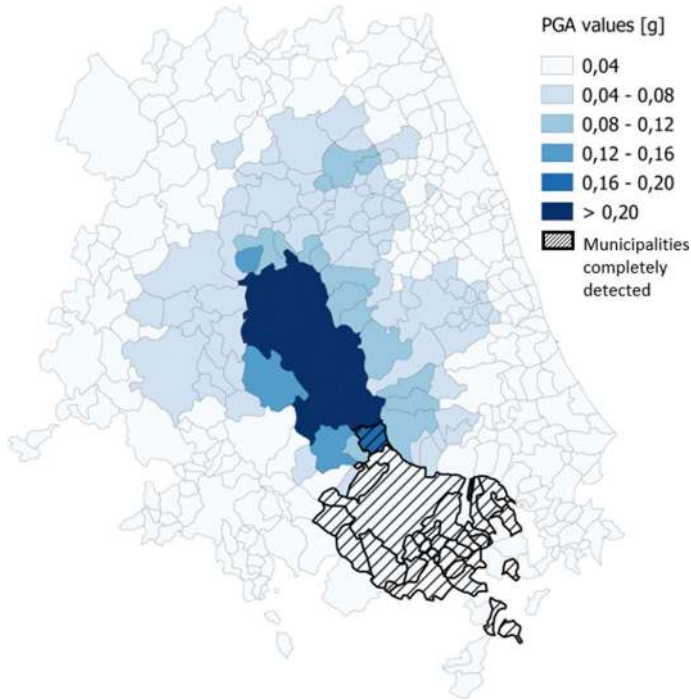 PGA values [g]
0,04
0,04 - 0,08
0,08 - 0,12
0,12 - 0,16
0,16 - 0,20
> 0,20
Municipalities
completely
detected